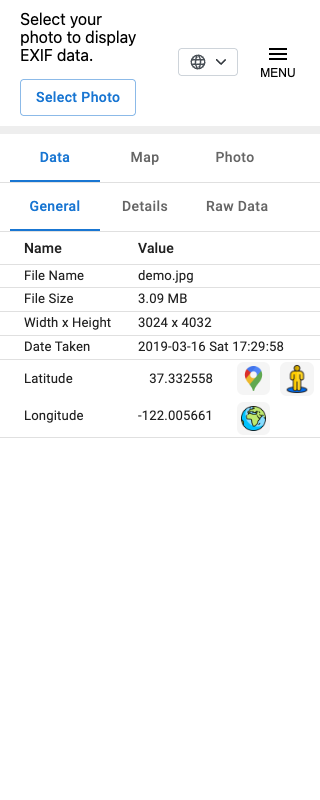 Select your
photo to display
EXIF data.
MENU
Select Photo
Data Map Photo
General Details Raw Data
Name Value
File Name demo.jpg
File Size 3.09 MB
Width x Height 3024 x 4032
Date Taken 2019-03-16 Sat 17:29:58
Latitude 37.332558
Longitude -122.005661